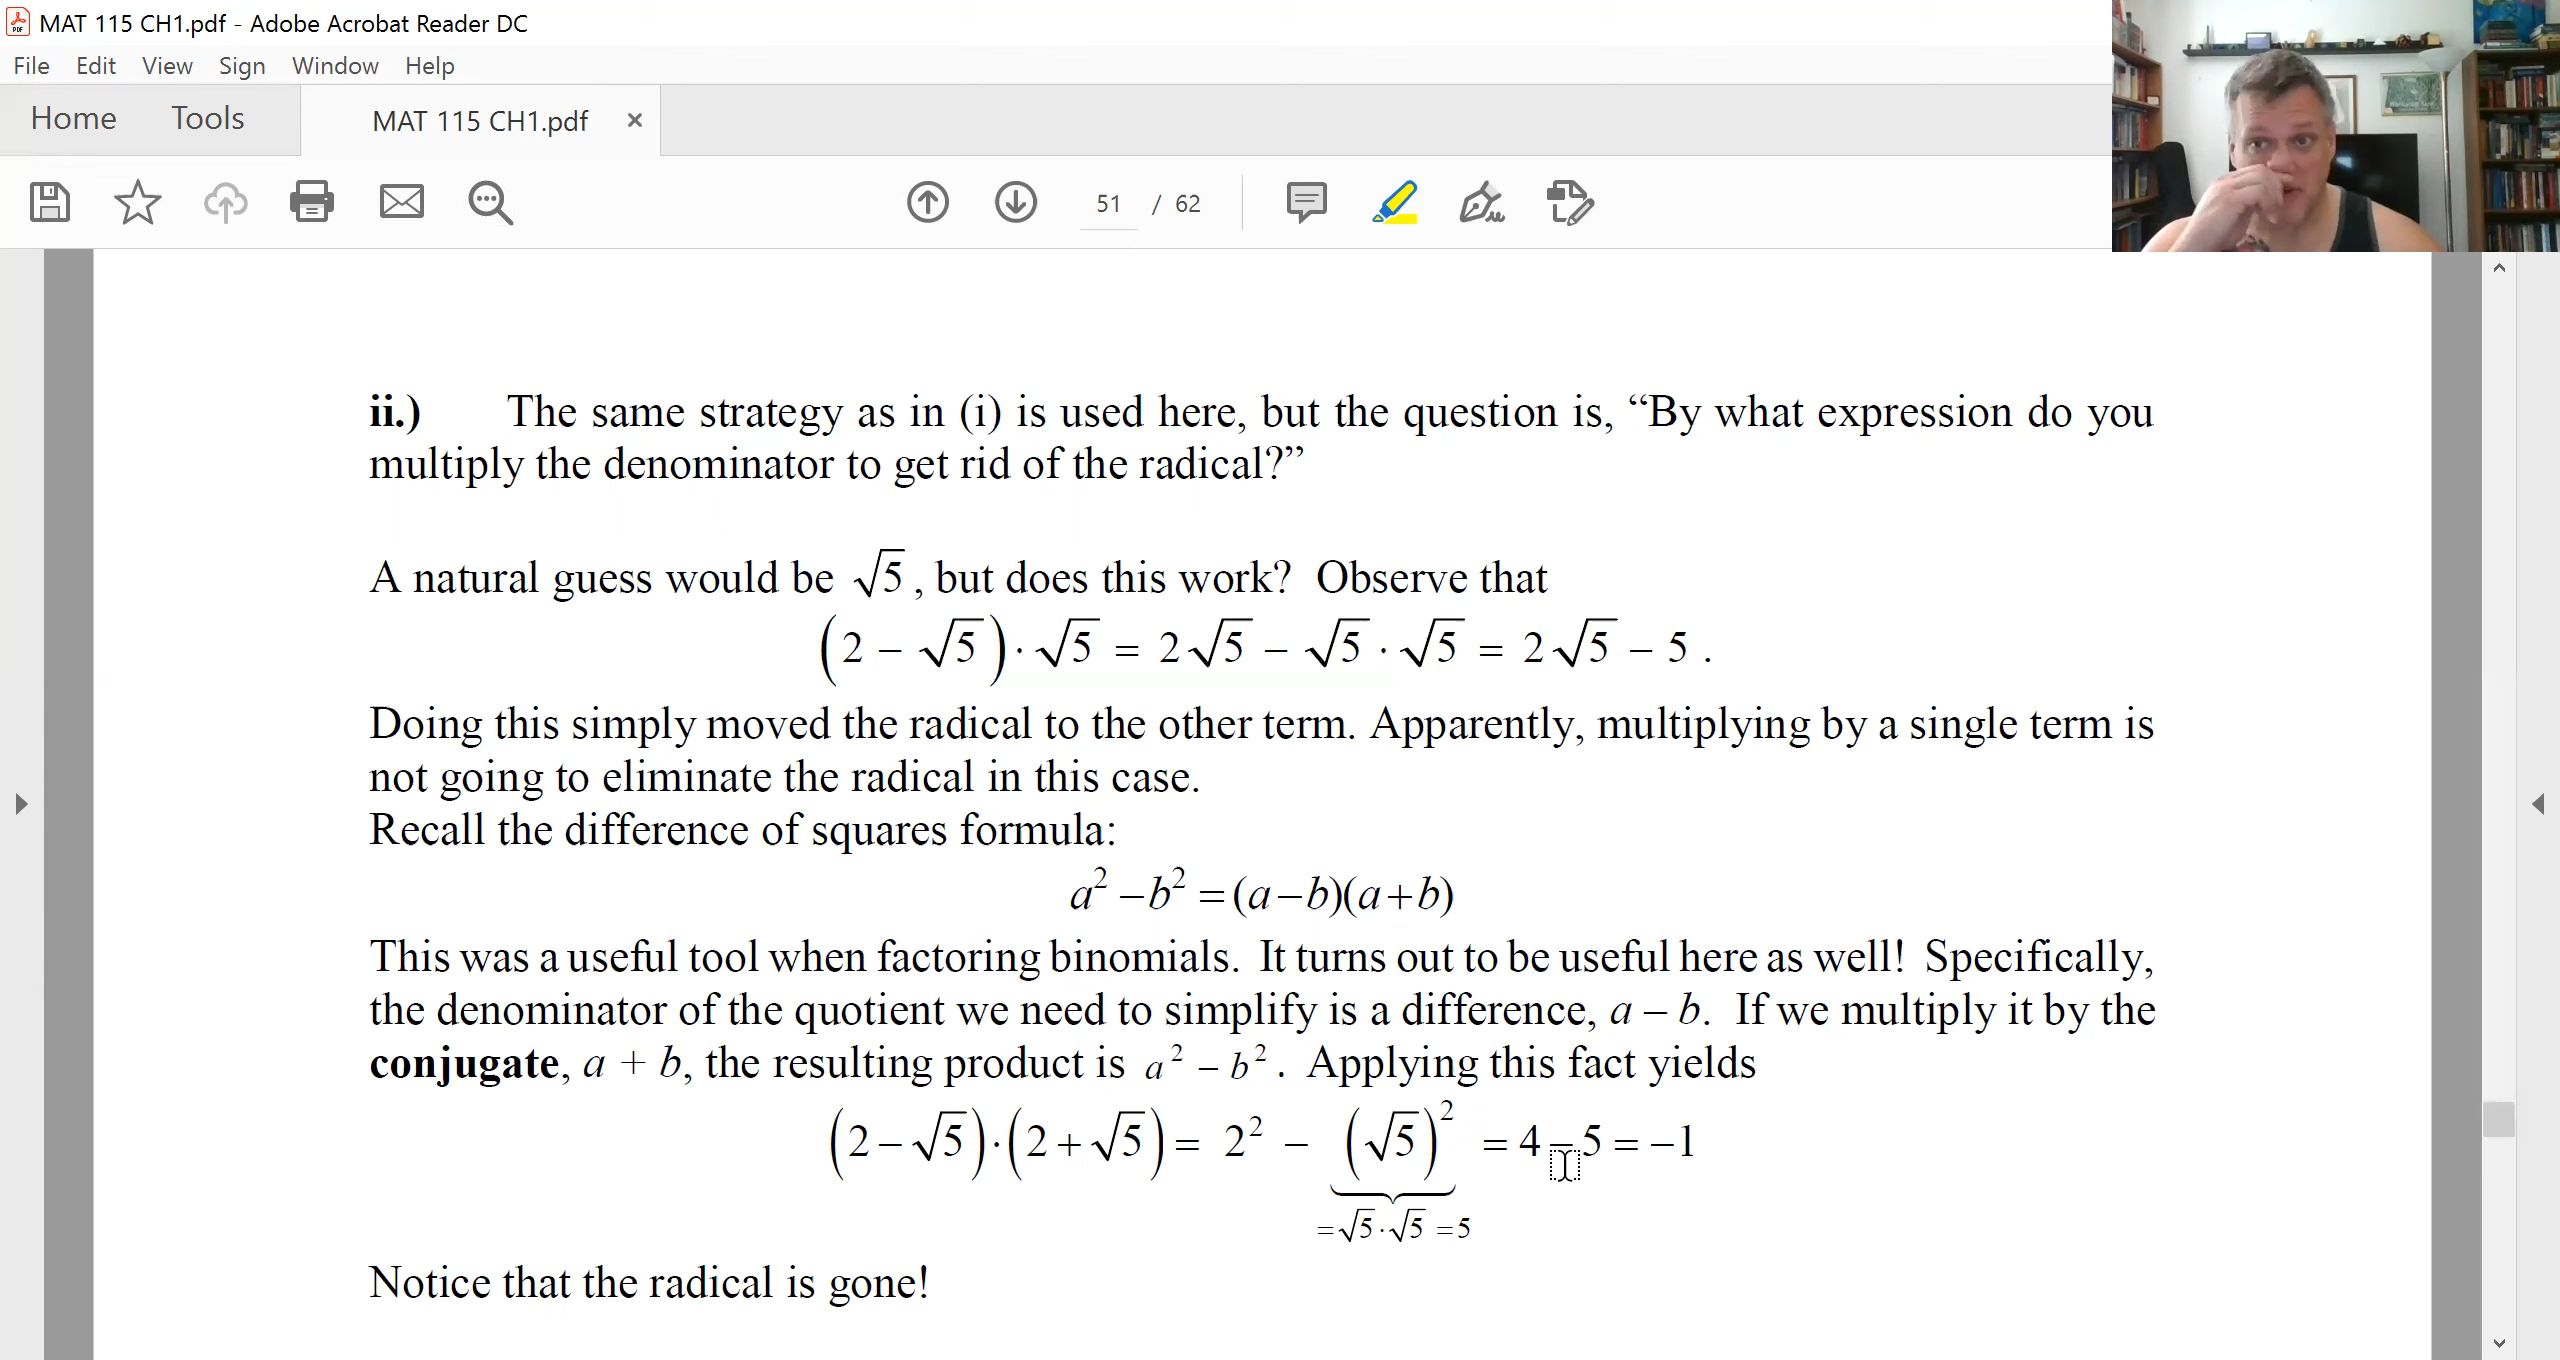 MAT 115 CH1.pdf - Adobe Acrobat Reader DC
File Edit View Sign Window Help
Home Tools MAT 115 CH1.pdf ×
51 / 62
ii.) The same strategy as in (i) is used here, but the question is, “By what expression do you
multiply the denominator to get rid of the radical?”
A natural guess would be √5 , but does this work? Observe that
(2 − √5) · √5 = 2√5 − √5 · √5 = 2√5 − 5 .
Doing this simply moved the radical to the other term. Apparently, multiplying by a single term is
not going to eliminate the radical in this case.
Recall the difference of squares formula:
a² − b² = (a − b)(a + b)
This was a useful tool when factoring binomials. It turns out to be useful here as well! Specifically,
the denominator of the quotient we need to simplify is a difference, a – b. If we multiply it by the
conjugate, a + b, the resulting product is a² − b² . Applying this fact yields
(2 − √5) · (2 + √5) = 2² − (√5)² = 4 − 5 = −1
= √5 · √5 = 5
Notice that the radical is gone!